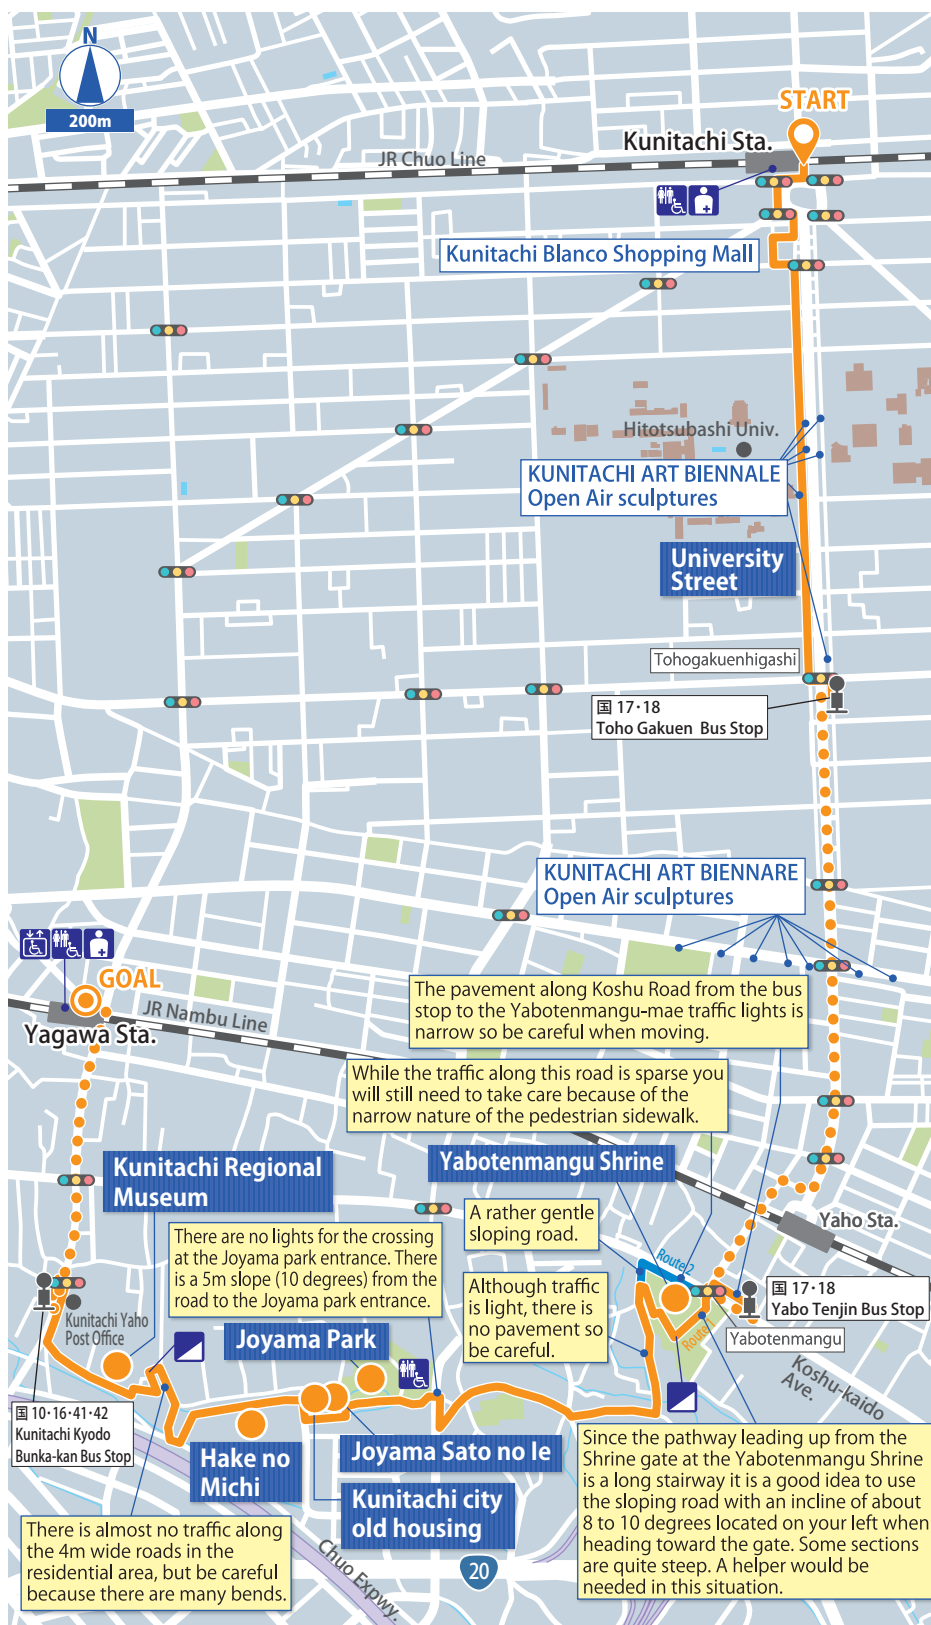 N
200m
START
Kunitachi Sta.
JR Chuo Line
Kunitachi Blanco Shopping Mall
Hitotsubashi Univ.
KUNITACHI ART BIENNALE
Open Air sculptures
University
Street
Tohogakuenhigashi
国 17・18
Toho Gakuen Bus Stop
KUNITACHI ART BIENNARE
Open Air sculptures
GOAL
JR Nambu Line
Yagawa Sta.
The pavement along Koshu Road from the bus
stop to the Yabotenmangu-mae traffic lights is
narrow so be careful when moving.
While the traffic along this road is sparse you
will still need to take care because of the
narrow nature of the pedestrian sidewalk.
Kunitachi Regional
Museum
Yabotenmangu Shrine
A rather gentle
sloping road.
Yaho Sta.
There are no lights for the crossing
at the Joyama park entrance. There
is a 5m slope (10 degrees) from the
road to the Joyama park entrance.
Route 2
Although traffic
is light, there is
no pavement so
be careful.
国 17・18
Yabo Tenjin Bus Stop
Route 1
Yabotenmangu
Kunitachi Yaho
Post Office
Joyama Park
Koshu-kaido
Ave.
国 10・16・41・42
Kunitachi Kyodo
Bunka-kan Bus Stop
Hake no
Michi
Joyama Sato no Ie
Kunitachi city
old housing
Since the pathway leading up from the
Shrine gate at the Yabotenmangu Shrine
is a long stairway it is a good idea to use
the sloping road with an incline of about
8 to 10 degrees located on your left when
heading toward the gate. Some sections
are quite steep. A helper would be
needed in this situation.
There is almost no traffic along
the 4m wide roads in the
residential area, but be careful
because there are many bends.
Chuo Expwy.
20